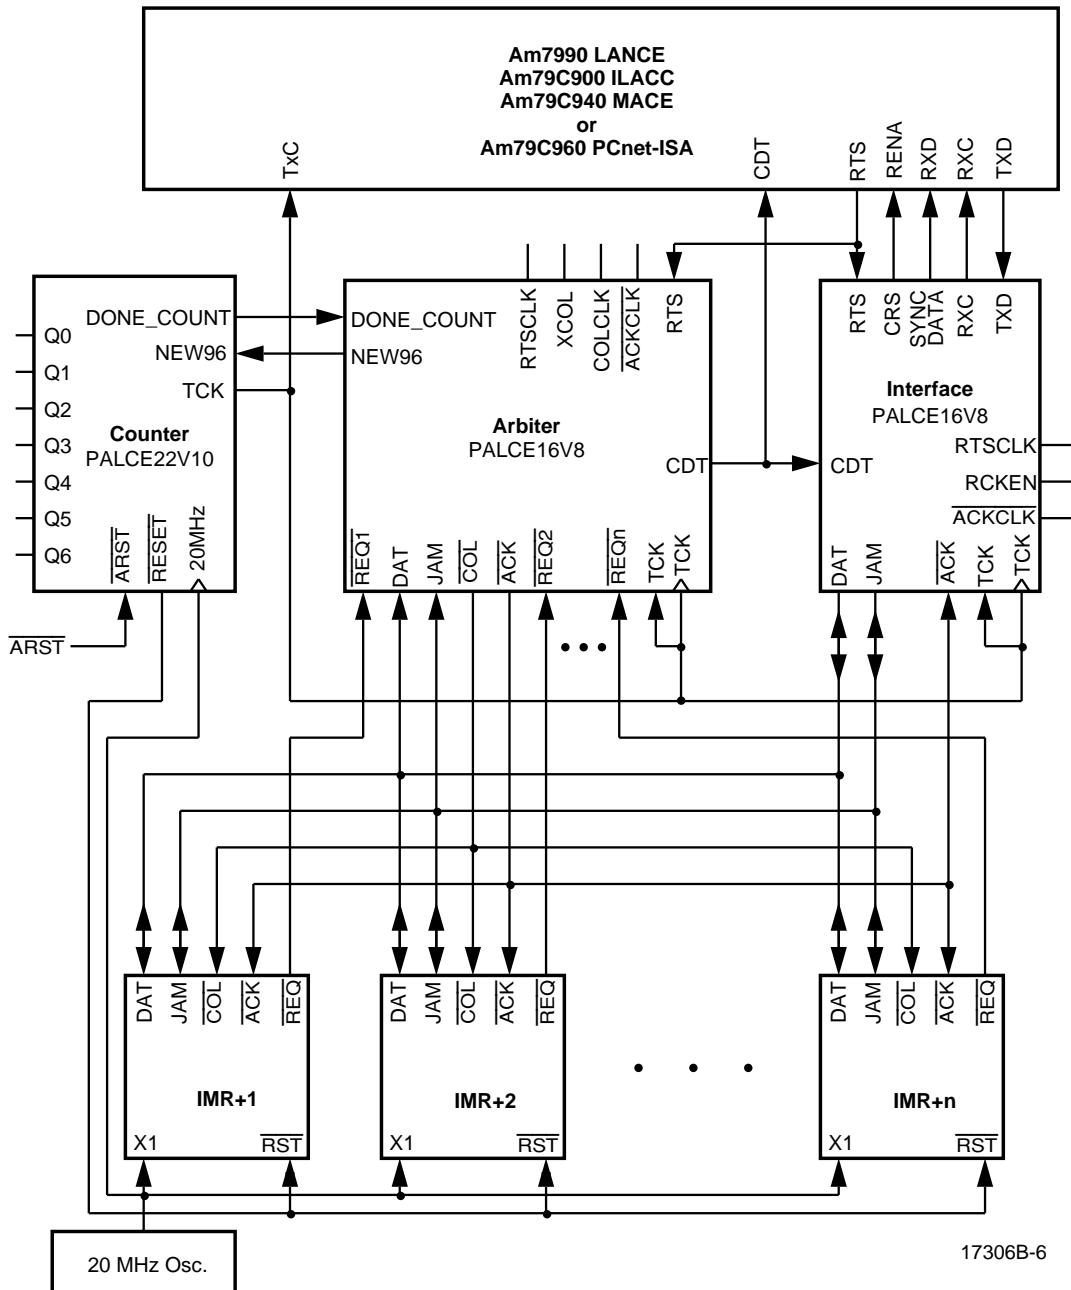 Am7990 LANCE
Am79C900 ILACC
Am79C940 MACE
or
Am79C960 PCnet-ISA
TxC
CDT
RTS
RENA
RXD
RXC
TXD
DONE_COUNT
NEW96
TCK
Q0
Q1
Q2
Q3
Q4
Q5
Q6
Counter
PALCE22V10
ARST
RESET
20MHz
ARST
DONE_COUNT
NEW96
RTSCLK
XCOL
COLCLK
ACKCLK
RTS
Arbiter
PALCE16V8
CDT
REQ1
DAT
JAM
COL
ACK
REQ2
REQn
TCK
TCK
RTS
CRS
SYNC
DATA
RXC
TXD
Interface
PALCE16V8
CDT
RTSCLK
RCKEN
ACKCLK
DAT
JAM
ACK
TCK
TCK
DAT
JAM
COL
ACK
REQ
IMR+1
X1
RST
DAT
JAM
COL
ACK
REQ
IMR+2
X1
RST
DAT
JAM
COL
ACK
REQ
IMR+n
X1
RST
20 MHz Osc.
17306B-6